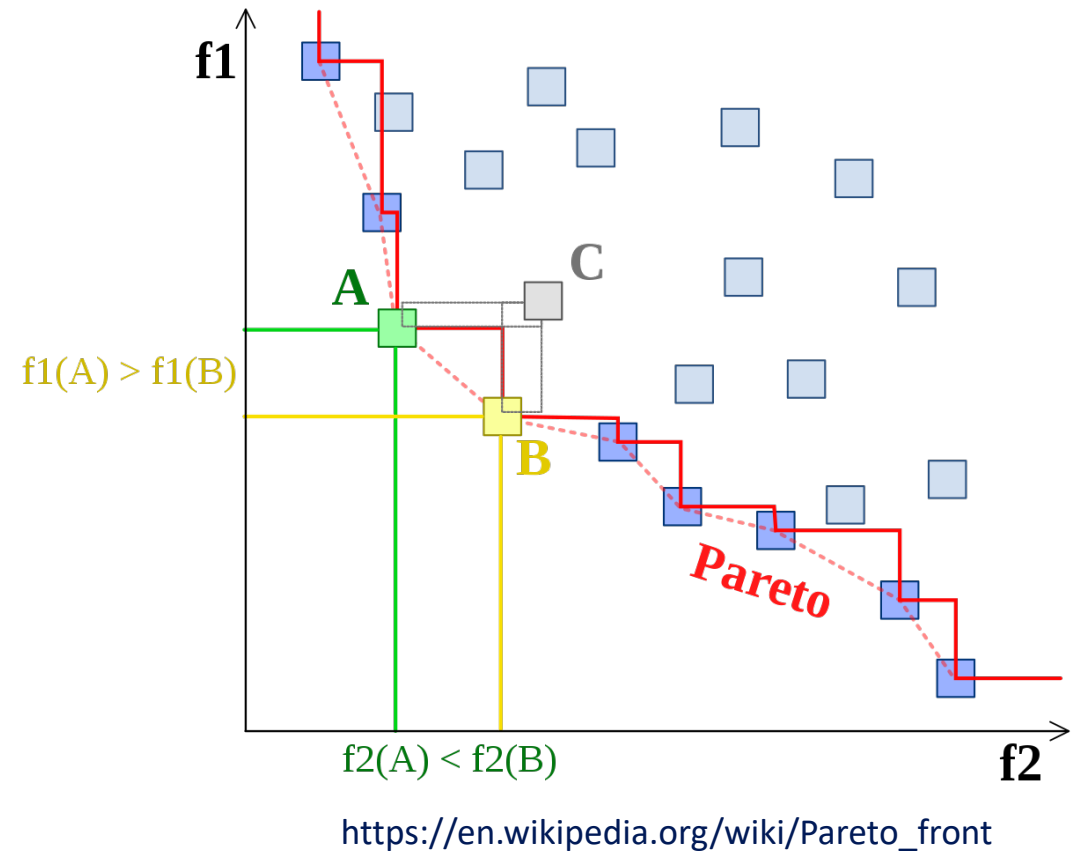 f1
C
A
f1(A) > f1(B)
B
Pareto
f2(A) < f2(B)
f2
https://en.wikipedia.org/wiki/Pareto_front